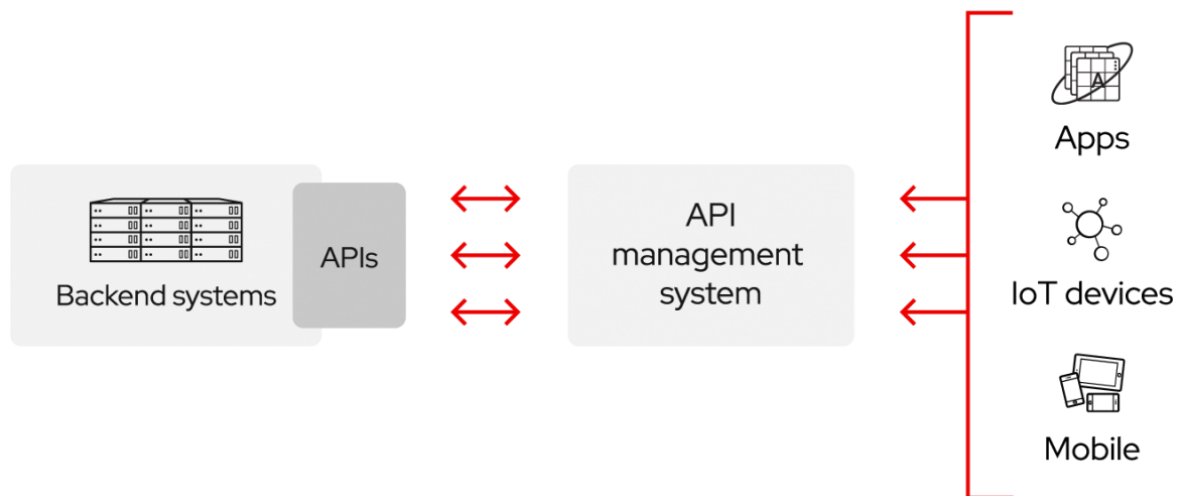 Backend systems
APIs
API
management
system
A
Apps
IoT devices
Mobile